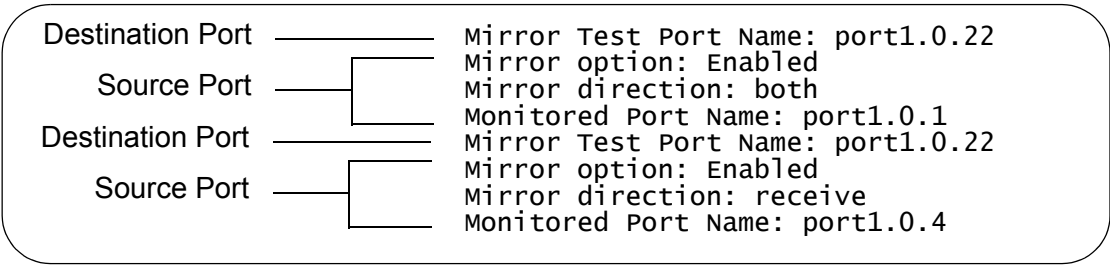 Destination Port Mirror Test Port Name: port1.0.22
Mirror option: Enabled
Source Port Mirror direction: both
Monitored Port Name: port1.0.1
Destination Port Mirror Test Port Name: port1.0.22
Mirror option: Enabled
Source Port Mirror direction: receive
Monitored Port Name: port1.0.4